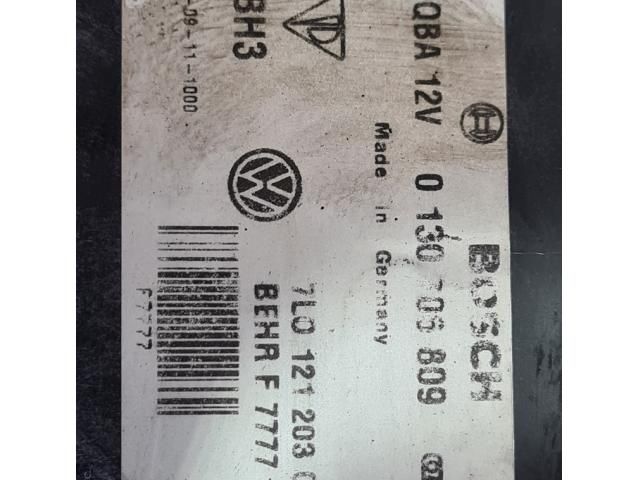 BOSCH
QBA 12V 0 130 706 809
Made in Germany
7L0 121 203
BH3 BEHR F 7777
-09-11-1000
F7777